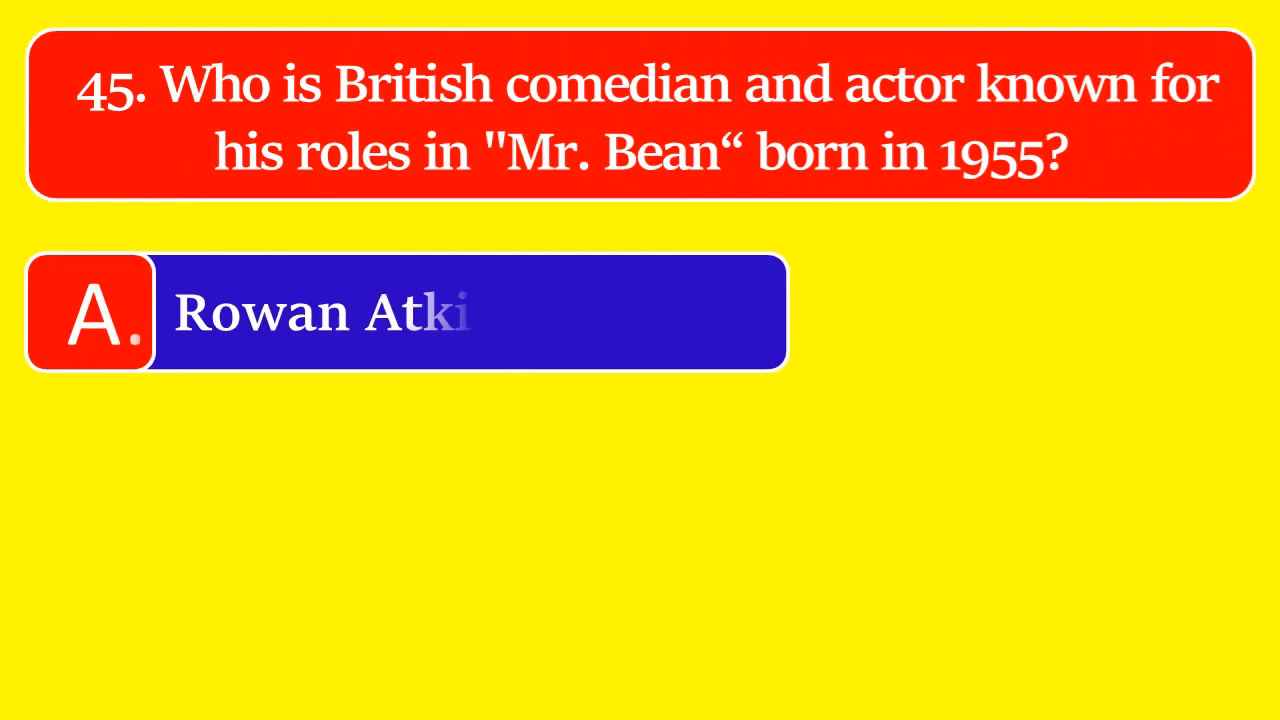 45. Who is British comedian and actor known for
his roles in "Mr. Bean“ born in 1955?
A. Rowan Atki